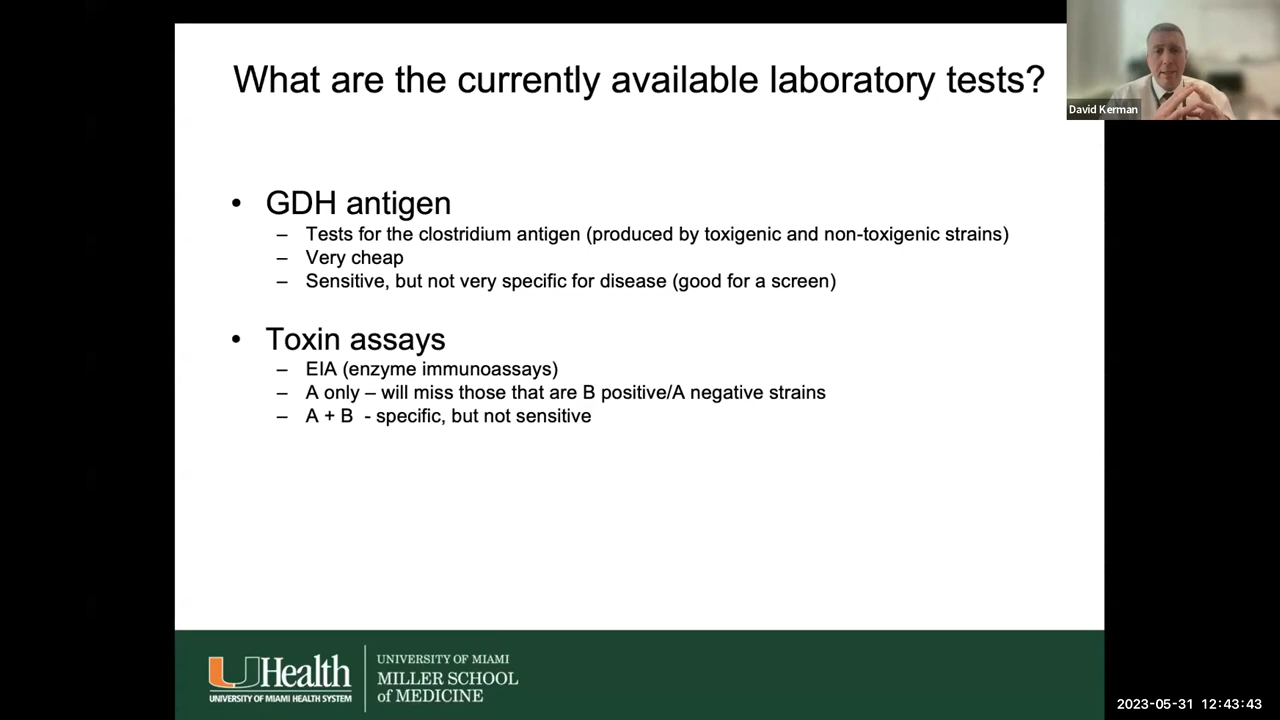 What are the currently available laboratory tests?
David Kerman
• GDH antigen
– Tests for the clostridium antigen (produced by toxigenic and non-toxigenic strains)
– Very cheap
– Sensitive, but not very specific for disease (good for a screen)
• Toxin assays
– EIA (enzyme immunoassays)
– A only – will miss those that are B positive/A negative strains
– A + B - specific, but not sensitive
UHealth
UNIVERSITY OF MIAMI HEALTH SYSTEM
UNIVERSITY OF MIAMI
MILLER SCHOOL
of MEDICINE
2023-05-31 12:43:43